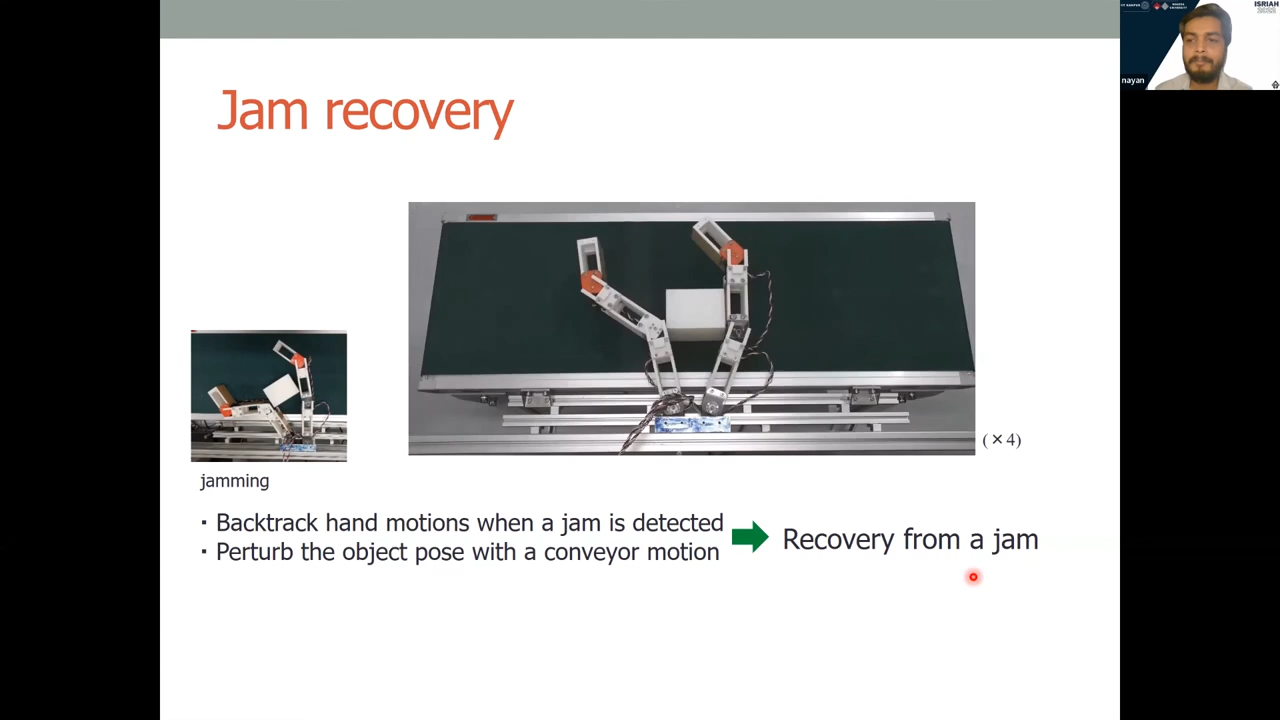 Jam recovery
ISRIAH
nayan
(×4)
jamming
▪ Backtrack hand motions when a jam is detected
▪ Perturb the object pose with a conveyor motion
Recovery from a jam